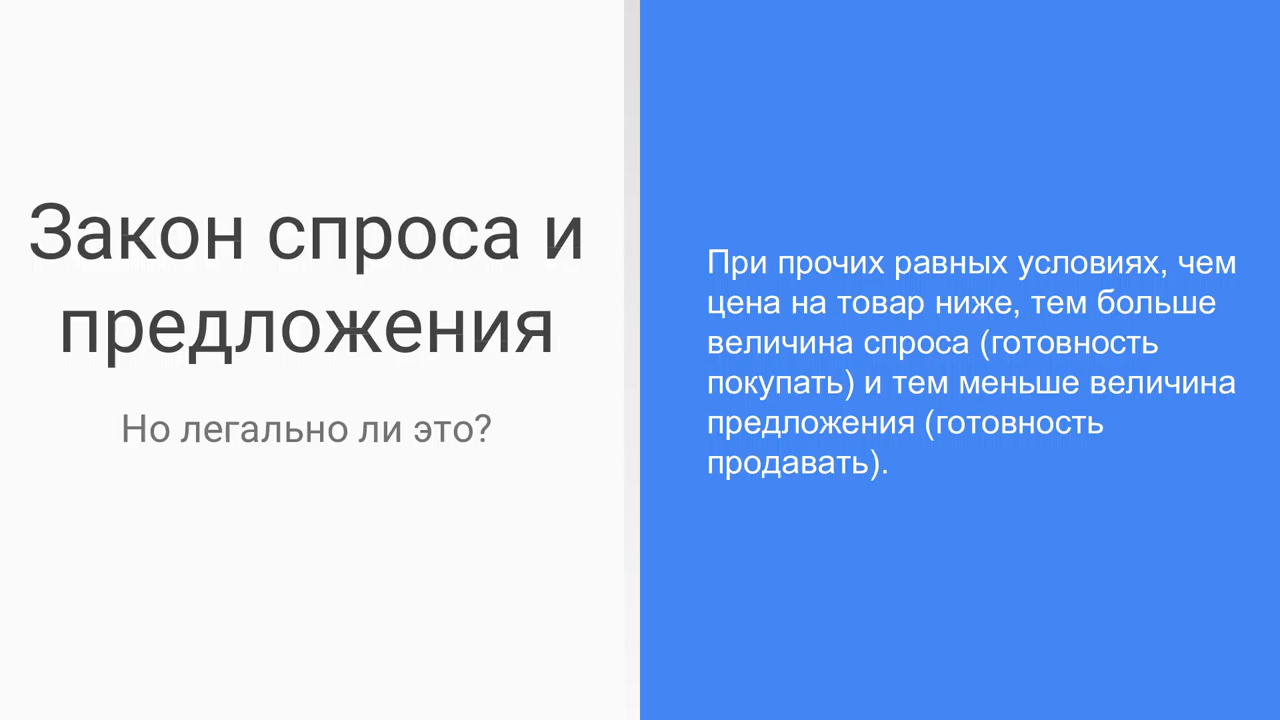 Закон спроса и
предложения
Но легально ли это?
При прочих равных условиях, чем
цена на товар ниже, тем больше
величина спроса (готовность
покупать) и тем меньше величина
предложения (готовность
продавать).